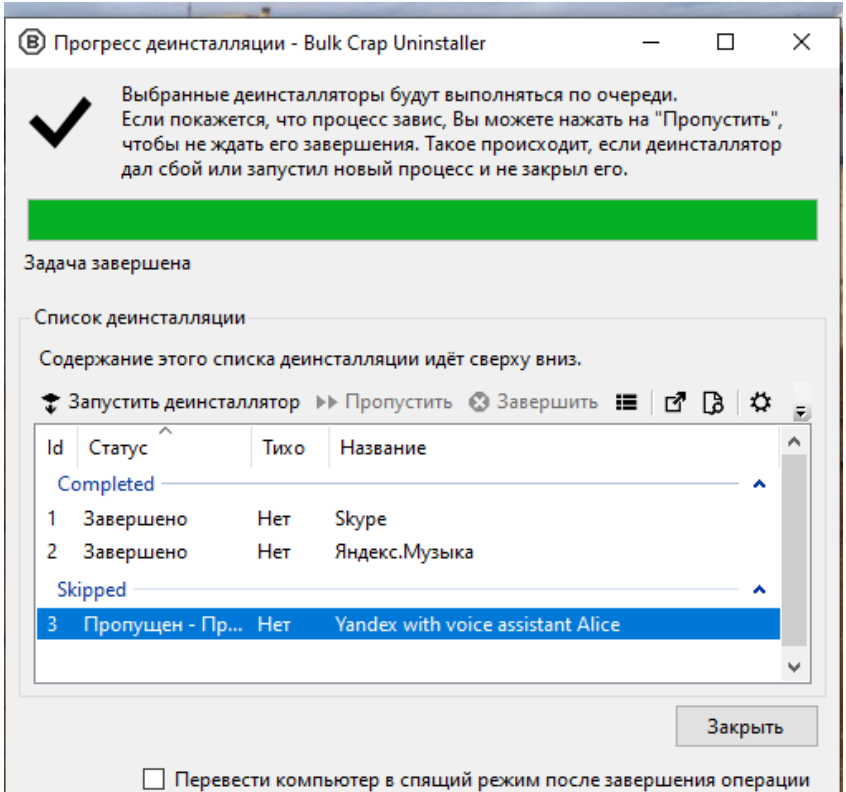 Прогресс деинсталляции - Bulk Crap Uninstaller
Выбранные деинсталляторы будут выполняться по очереди.
Если покажется, что процесс завис, Вы можете нажать на "Пропустить",
чтобы не ждать его завершения. Такое происходит, если деинсталлятор
дал сбой или запустил новый процесс и не закрыл его.
Задача завершена
Список деинсталляции
Содержание этого списка деинсталляции идёт сверху вниз.
Запустить деинсталлятор Пропустить Завершить
Id Статус Тихо Название
Completed
1 Завершено Нет Skype
2 Завершено Нет Яндекс.Музыка
Skipped
3 Пропущен - Пр... Нет Yandex with voice assistant Alice
Закрыть
Перевести компьютер в спящий режим после завершения операции